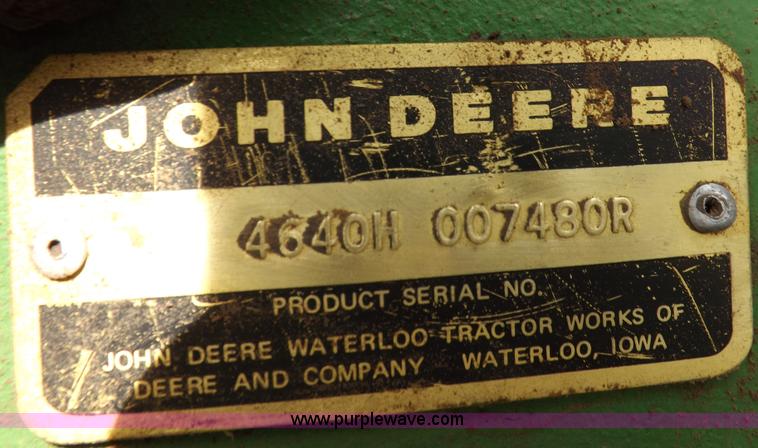 JOHN DEERE
4640H 007480R
PRODUCT SERIAL NO.
JOHN DEERE WATERLOO TRACTOR WORKS OF
DEERE AND COMPANY WATERLOO, IOWA
www.purplewave.com